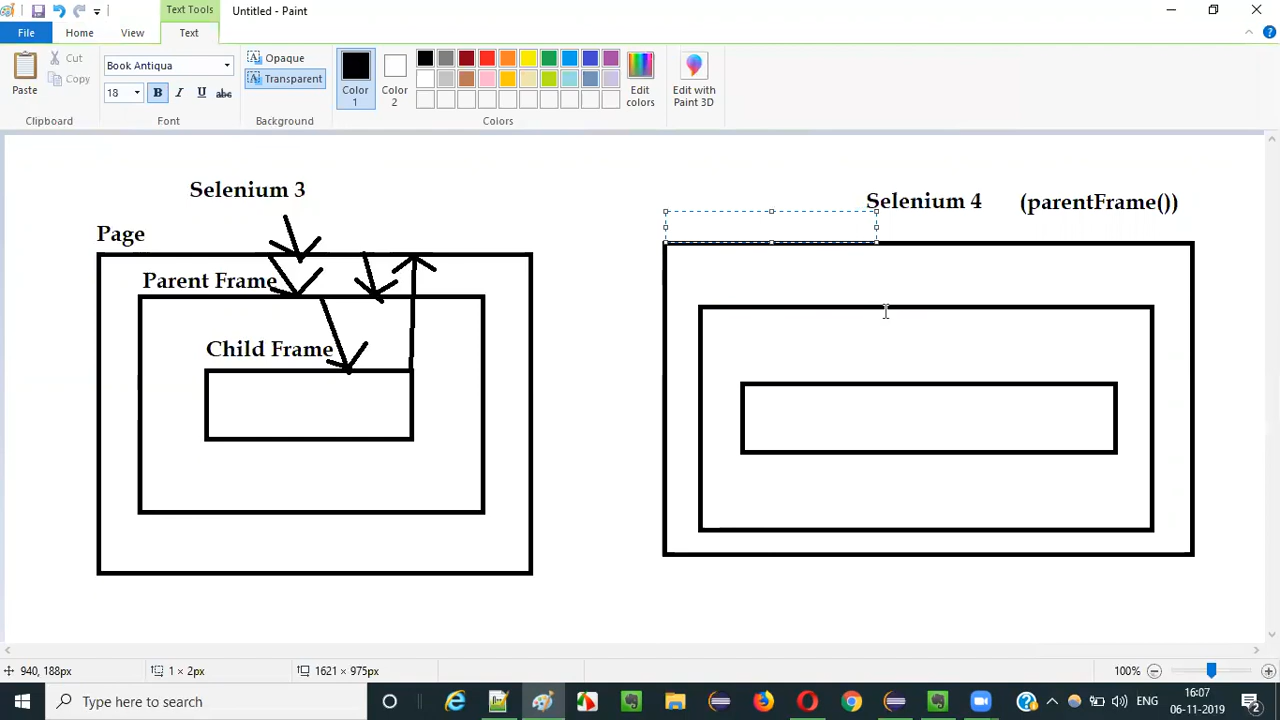 Text Tools
Untitled - Paint
File
Home
View
Text
Paste
Cut
Copy
Clipboard
Book Antiqua
18
B I U abc
Font
Opaque
Transparent
Background
Color 1
Color 2
Edit colors
Colors
Edit with Paint 3D
Selenium 3
Page
Parent Frame
Child Frame
Selenium 4 (parentFrame())
940, 188px
1 × 2px
1621 × 975px
100%
Type here to search
ENG
16:07
06-11-2019
2